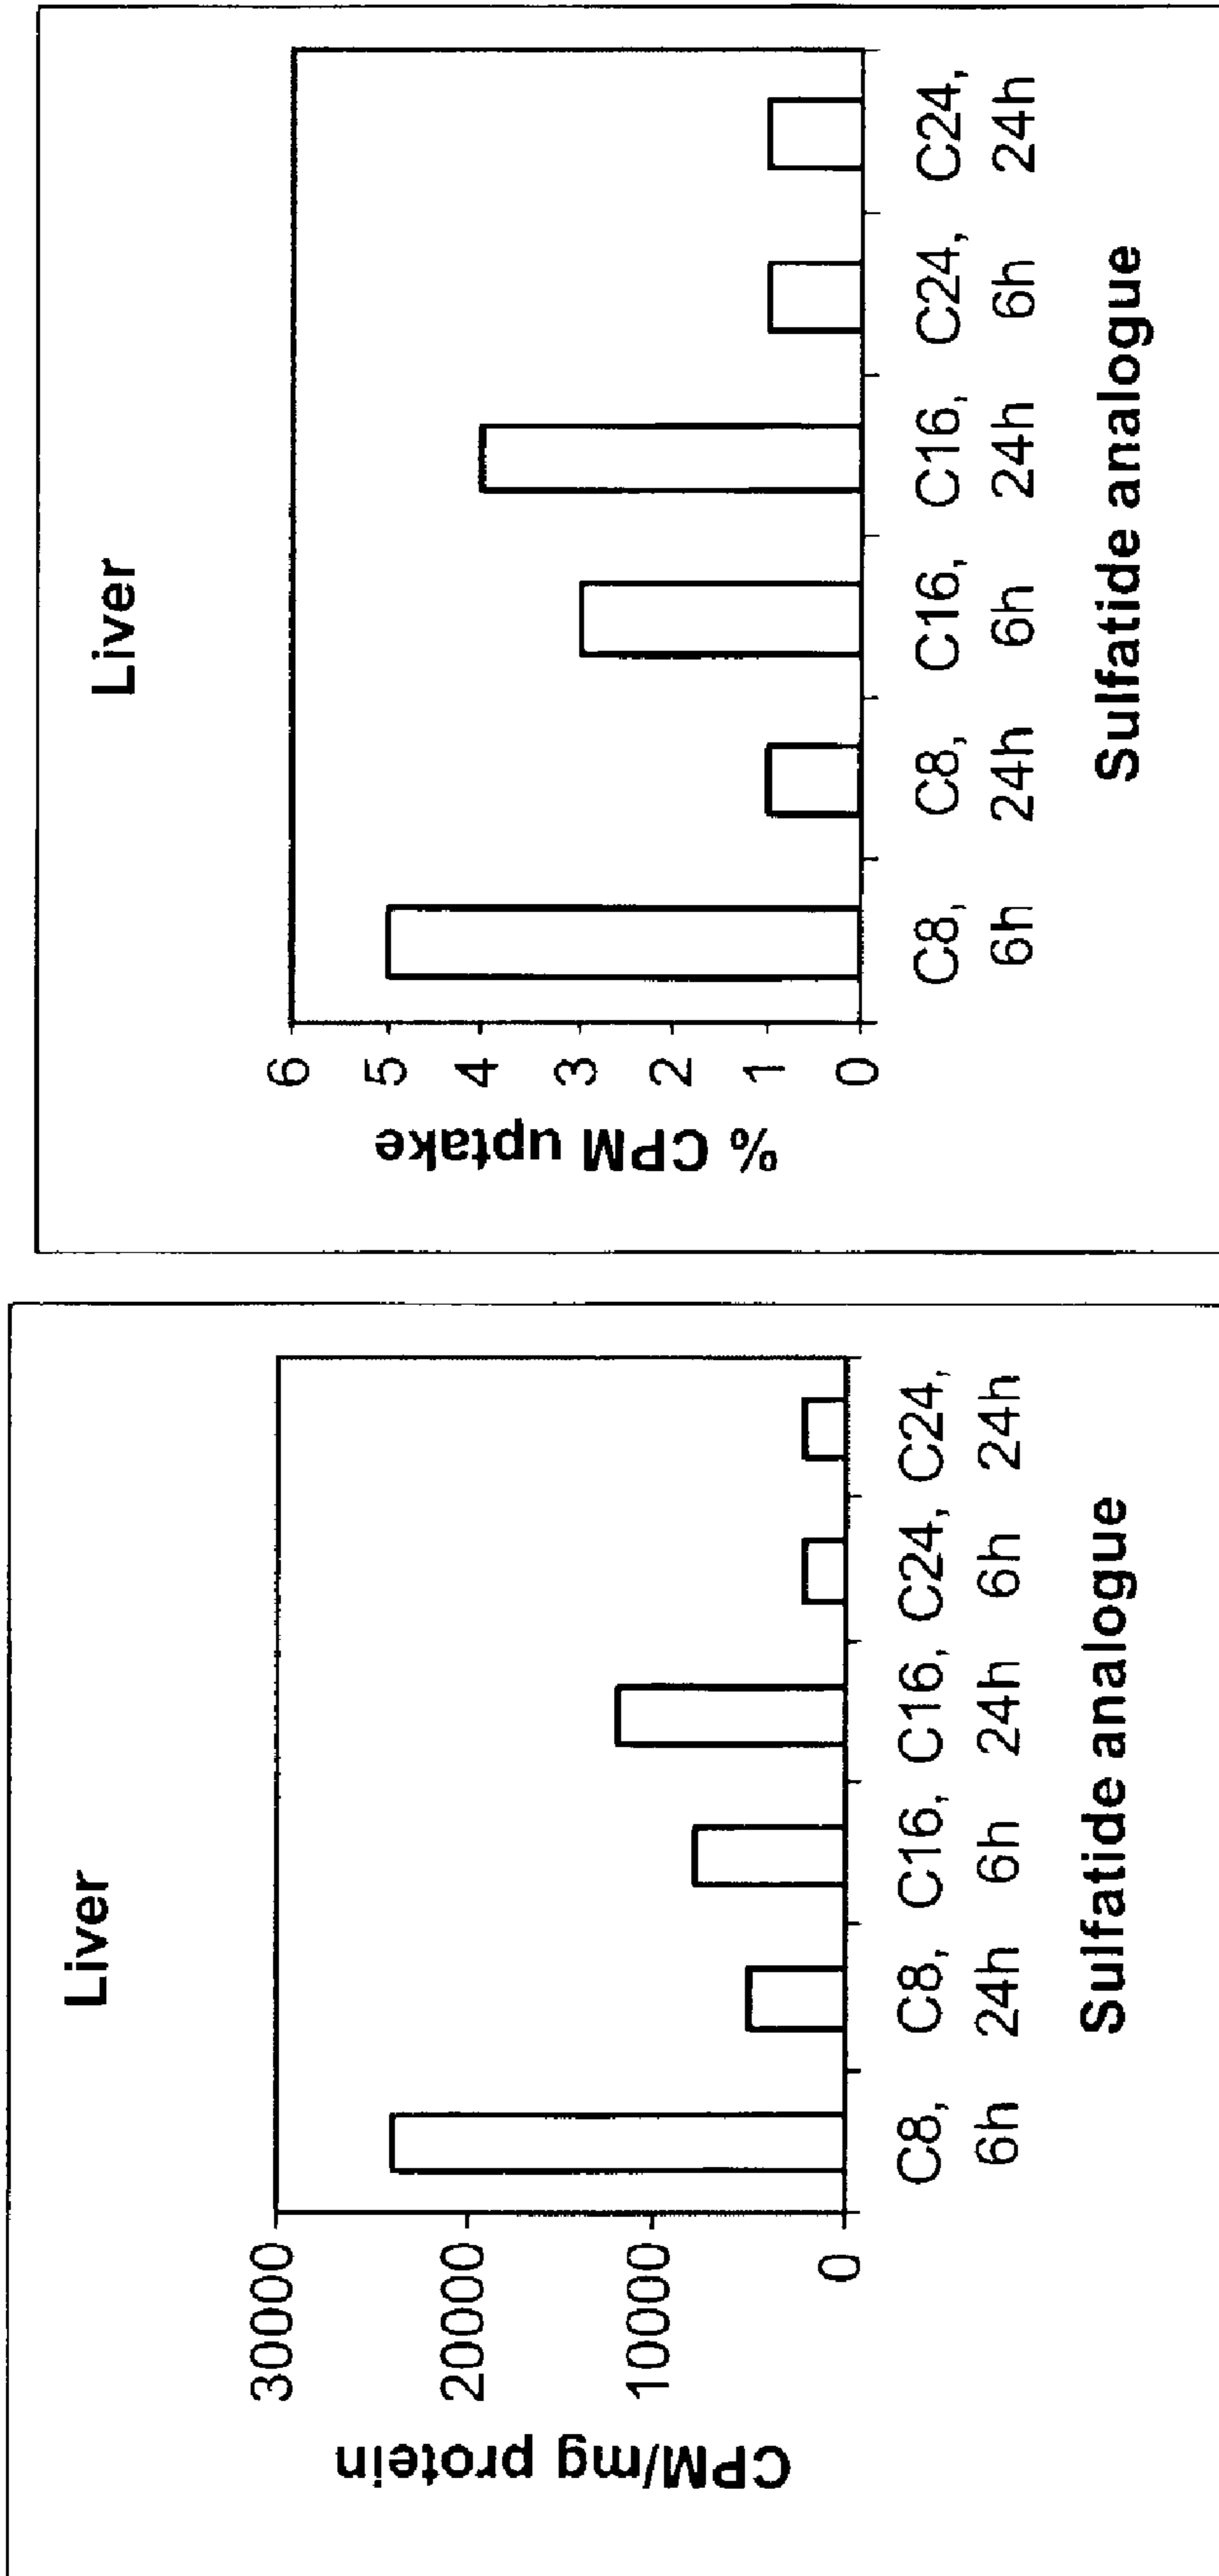 Liver
CPM/mg protein
30000
20000
10000
0
C8, C8, C16, C16, C24, C24,
6h 24h 6h 24h 6h 24h
Sulfatide analogue
Liver
% CPM uptake
6
5
4
3
2
1
0
C8, C8, C16, C16, C24, C24,
6h 24h 6h 24h 6h 24h
Sulfatide analogue